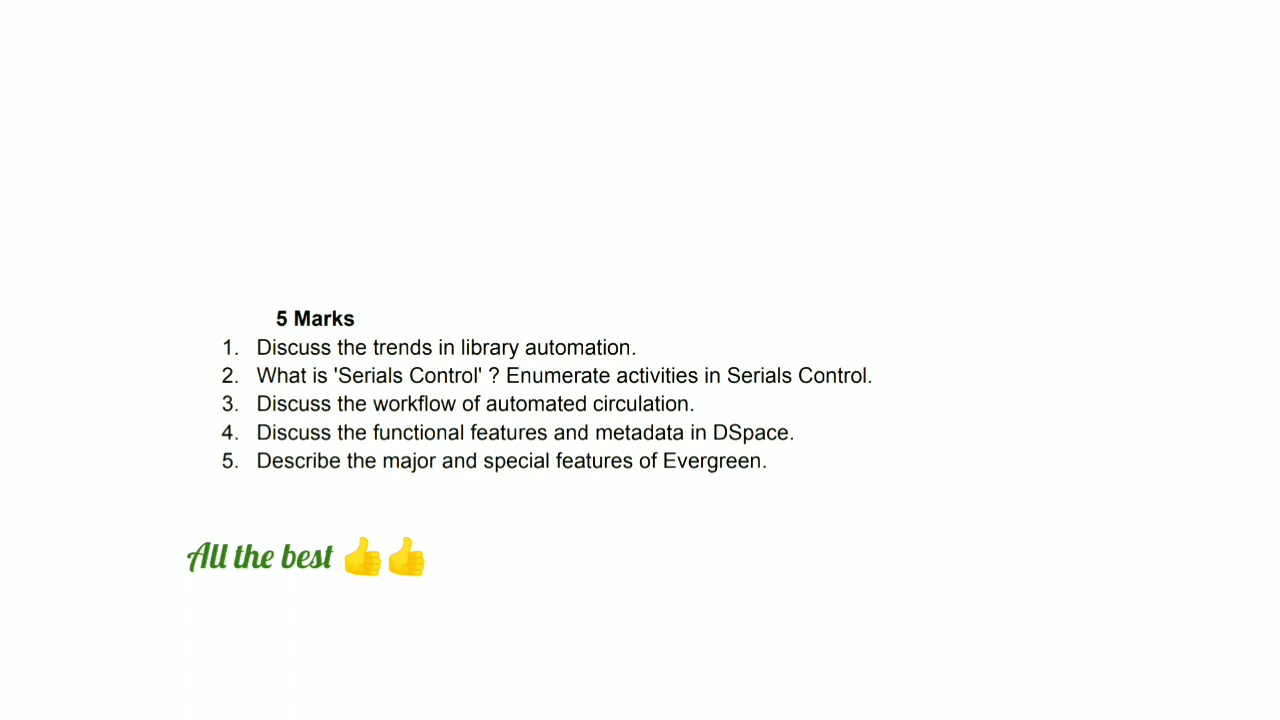 5 Marks
1. Discuss the trends in library automation.
2. What is 'Serials Control' ? Enumerate activities in Serials Control.
3. Discuss the workflow of automated circulation.
4. Discuss the functional features and metadata in DSpace.
5. Describe the major and special features of Evergreen.
All the best 👍👍